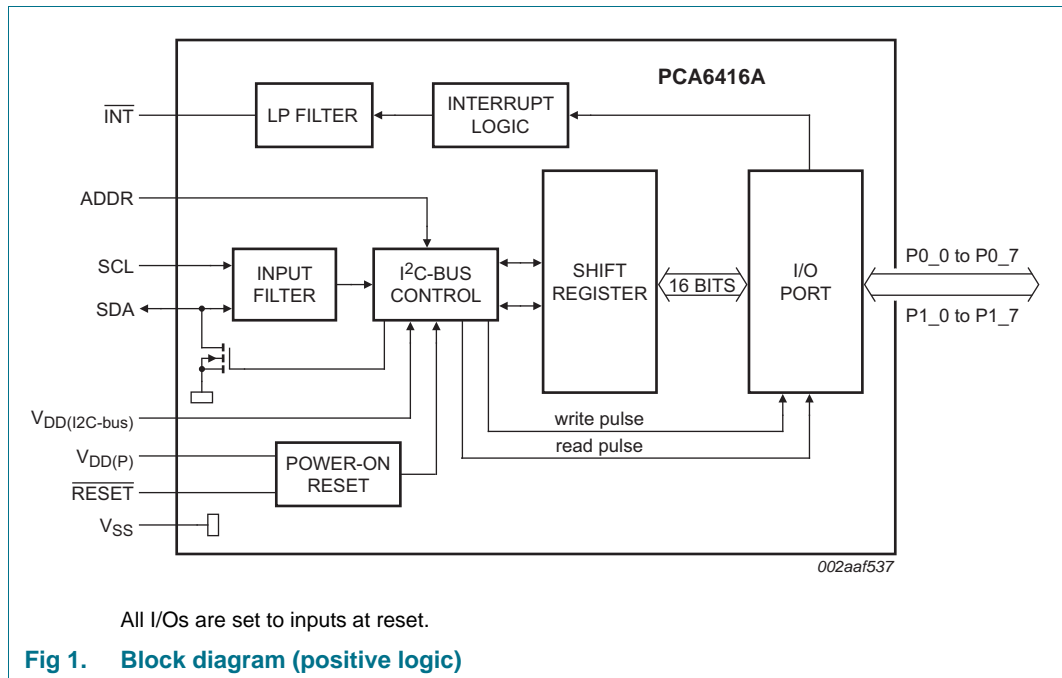 PCA6416A
INT
LP FILTER
INTERRUPT
LOGIC
ADDR
SCL
SDA
INPUT
FILTER
I²C-BUS
CONTROL
SHIFT
REGISTER
16 BITS
I/O
PORT
P0_0 to P0_7
P1_0 to P1_7
VDD(I2C-bus)
write pulse
read pulse
VDD(P)
RESET
POWER-ON
RESET
VSS
002aaf537
All I/Os are set to inputs at reset.
Fig 1. Block diagram (positive logic)